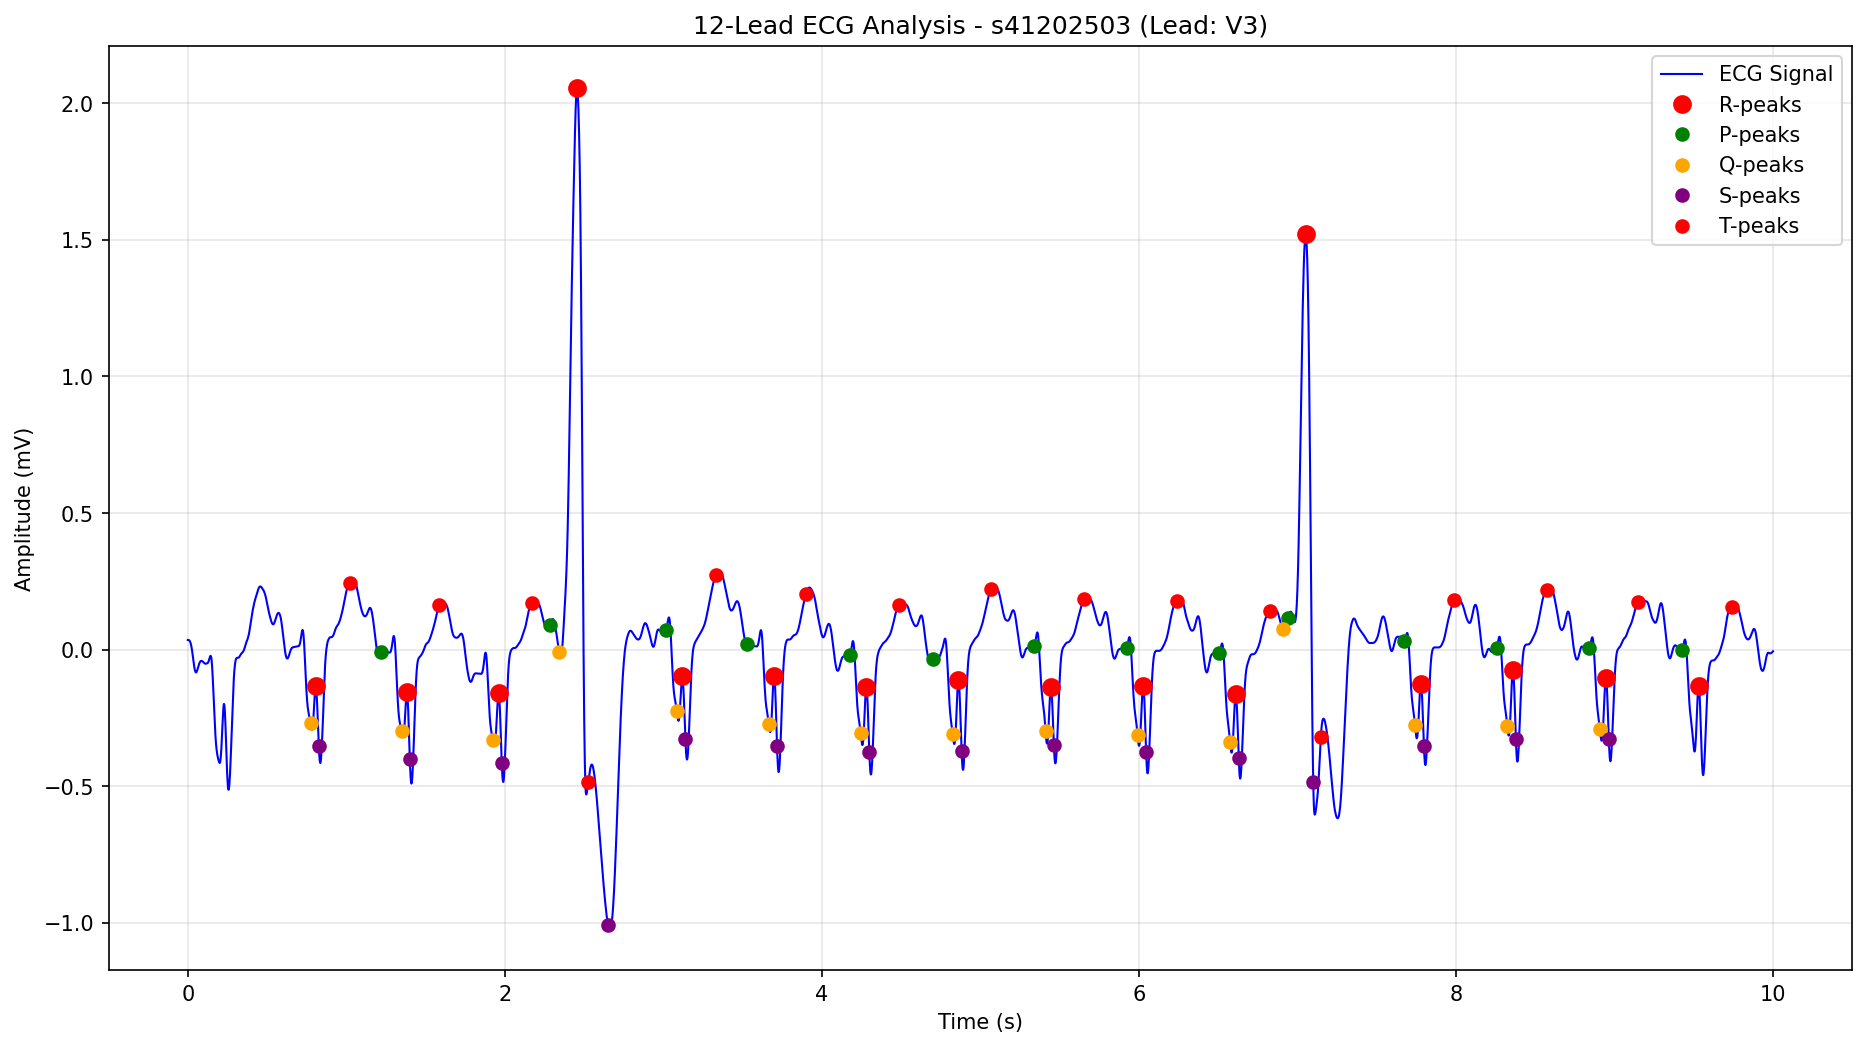 12-Lead ECG Analysis - s41202503 (Lead: V3)
ECG Signal
R-peaks
P-peaks
Q-peaks
S-peaks
T-peaks
Amplitude (mV)
2.0
1.5
1.0
0.5
0.0
−0.5
−1.0
0 2 4 6 8 10
Time (s)